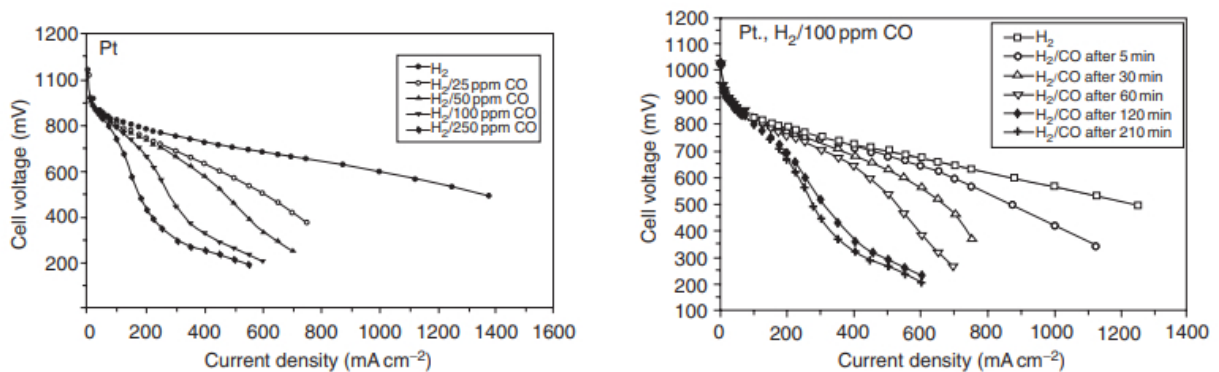 Pt
H₂
H₂/25 ppm CO
H₂/50 ppm CO
H₂/100 ppm CO
H₂/250 ppm CO
Cell voltage (mV)
1200
1100
800
600
400
200
0 200 400 600 800 1000 1200 1400 1600
Current density (mA cm⁻²)
Pt., H₂/100 ppm CO
H₂
H₂/CO after 5 min
H₂/CO after 30 min
H₂/CO after 60 min
H₂/CO after 120 min
H₂/CO after 210 min
Cell voltage (mV)
1200
1100
1000
900
800
700
600
500
400
300
200
100
0 200 400 600 800 1000 1200 1400
Current density (mA cm⁻²)